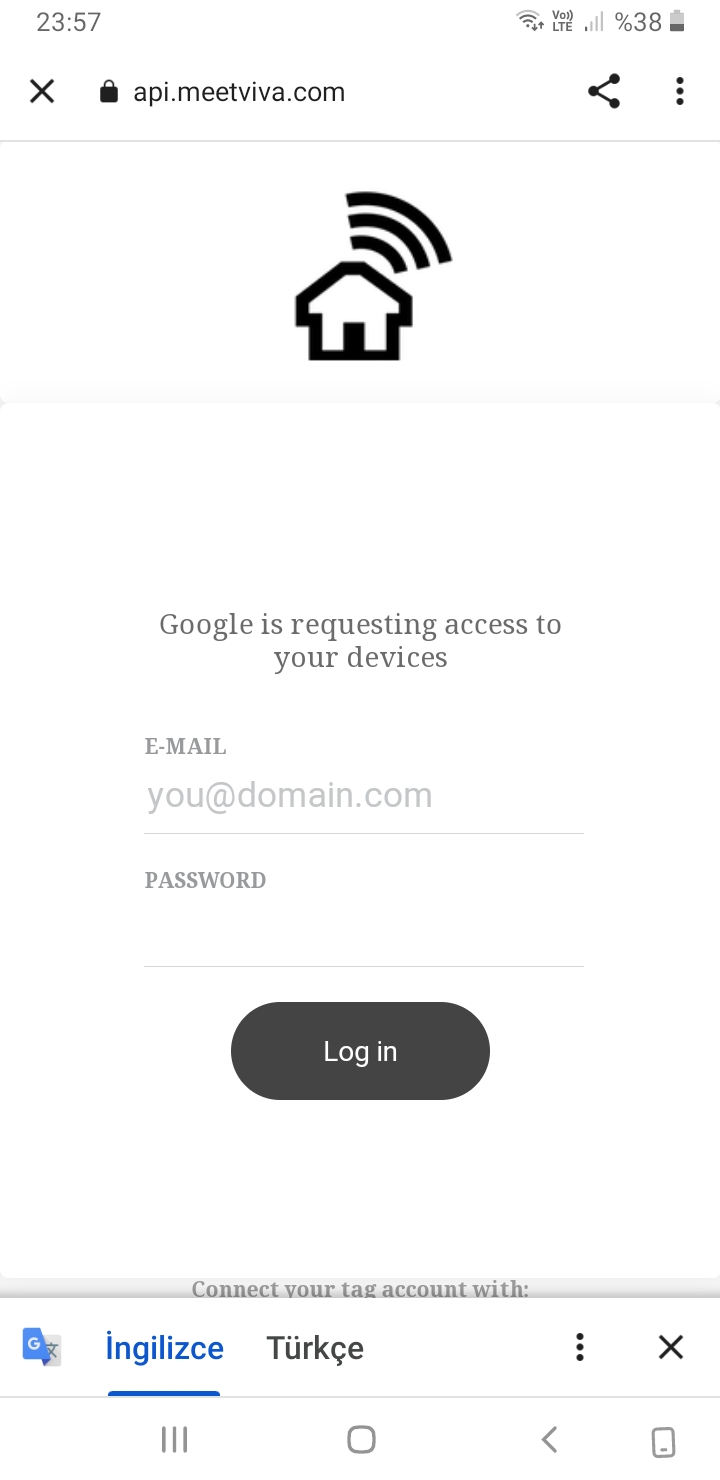 23:57
Vo))
LTE
%38
api.meetviva.com
Google is requesting access to
your devices
E-MAIL
you@domain.com
PASSWORD
Log in
Connect your tag account with:
G
İngilizce
Türkçe